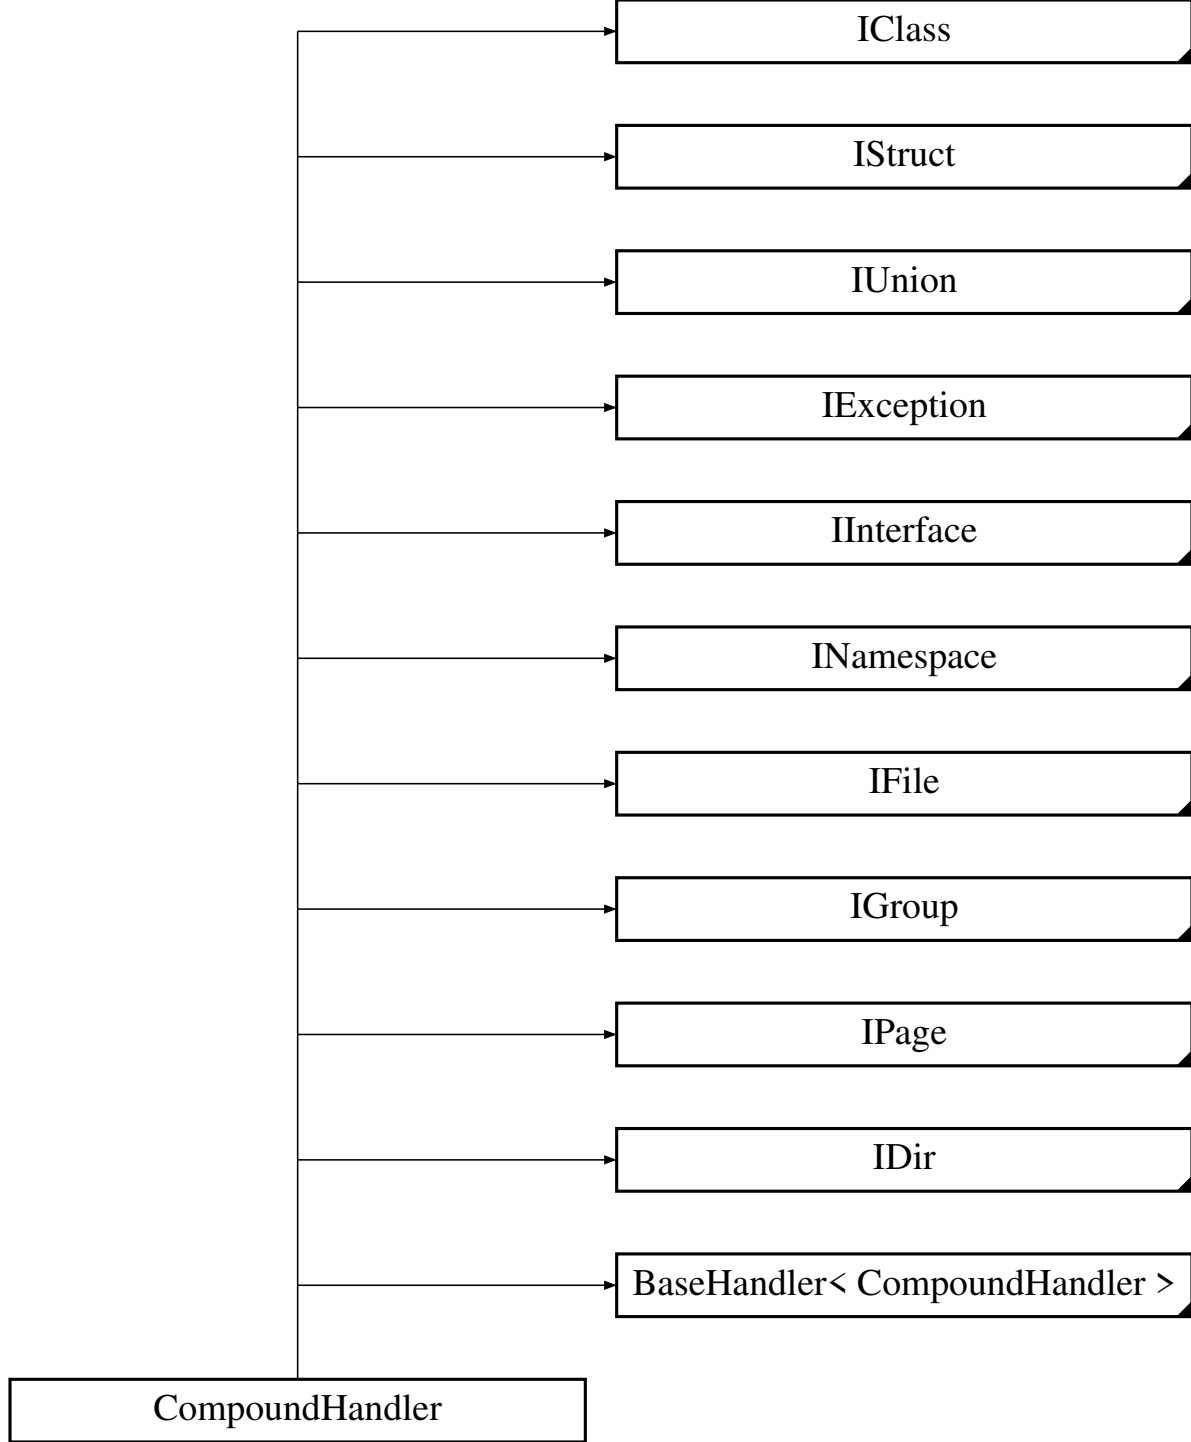 IClass
IStruct
IUnion
IException
IInterface
INamespace
IFile
IGroup
IPage
IDir
BaseHandler< CompoundHandler >
CompoundHandler